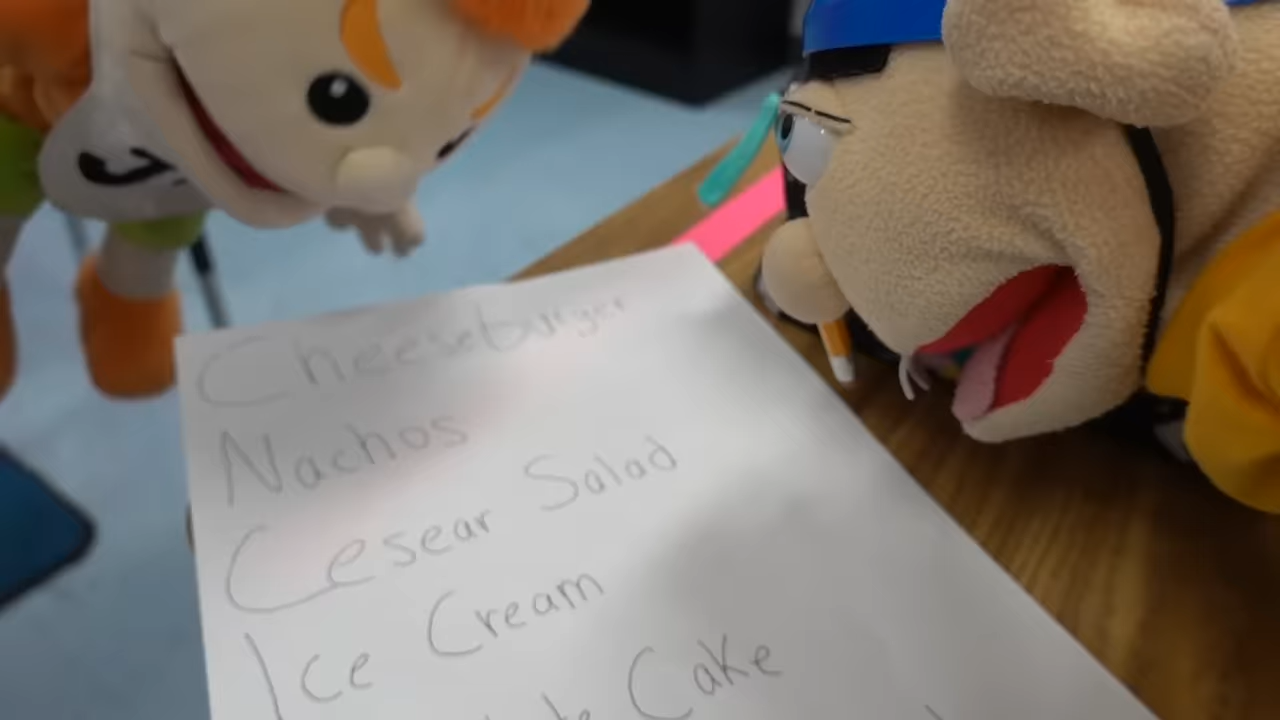 Cheeseburger
Nachos
Cesear Salad
Ice Cream
Cake